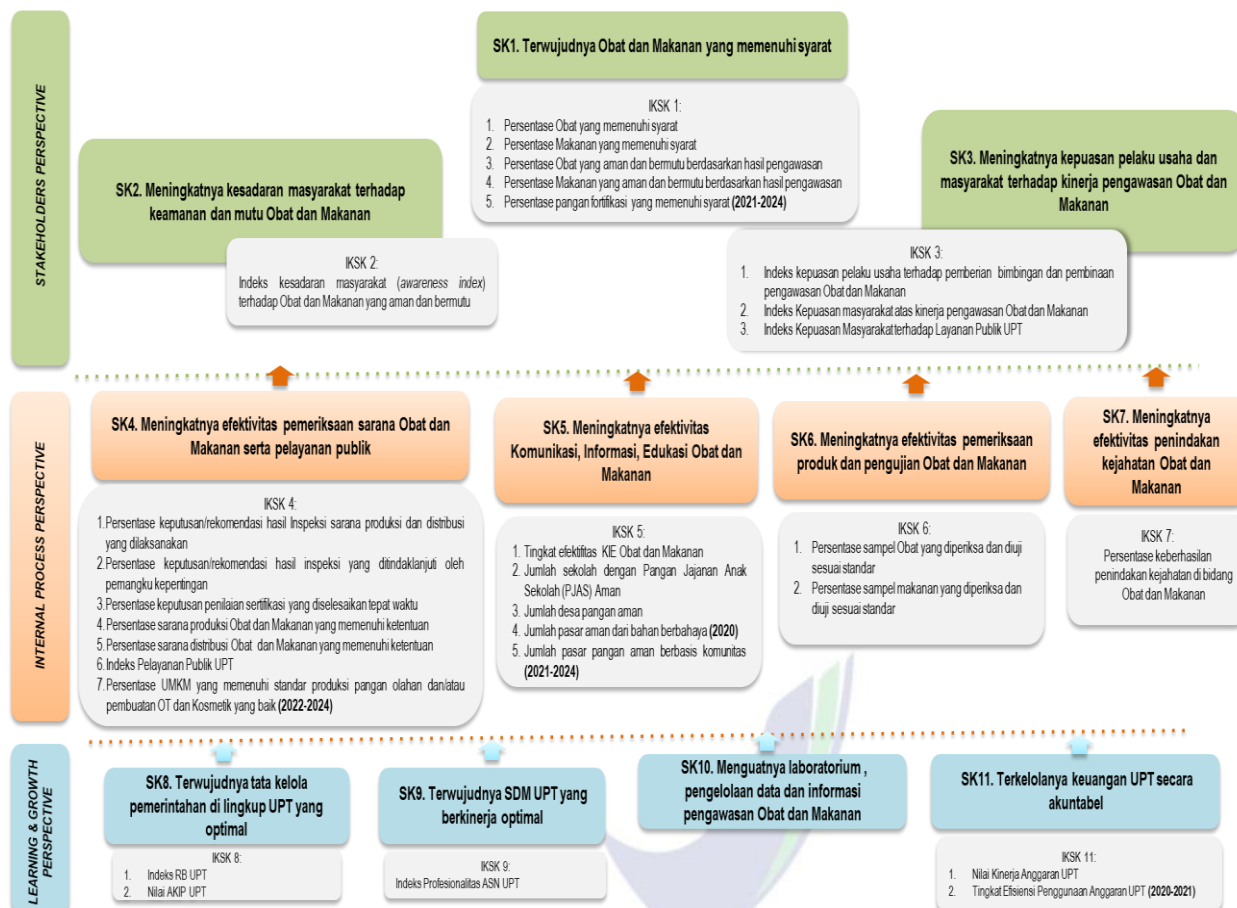 STAKEHOLDERS PERSPECTIVE
SK1. Terwujudnya Obat dan Makanan yang memenuhi syarat
IKSK 1:
1. Persentase Obat yang memenuhi syarat
2. Persentase Makanan yang memenuhi syarat
3. Persentase Obat yang aman dan bermutu berdasarkan hasil pengawasan
4. Persentase Makanan yang aman dan bermutu berdasarkan hasil pengawasan
5. Persentase pangan fortifikasi yang memenuhi syarat (2021-2024)
SK2. Meningkatnya kesadaran masyarakat terhadap
keamanan dan mutu Obat dan Makanan
IKSK 2:
Indeks kesadaran masyarakat (awareness index)
terhadap Obat dan Makanan yang aman dan bermutu
SK3. Meningkatnya kepuasan pelaku usaha dan
masyarakat terhadap kinerja pengawasan Obat dan
Makanan
IKSK 3:
1. Indeks kepuasan pelaku usaha terhadap pemberian bimbingan dan pembinaan
pengawasan Obat dan Makanan
2. Indeks Kepuasan masyarakat atas kinerja pengawasan Obat dan Makanan
3. Indeks Kepuasan Masyarakat terhadap Layanan Publik UPT
INTERNAL PROCESS PERSPECTIVE
SK4. Meningkatnya efektivitas pemeriksaan sarana Obat dan
Makanan serta pelayanan publik
IKSK 4:
1. Persentase keputusan/rekomendasi hasil Inspeksi sarana produksi dan distribusi
yang dilaksanakan
2. Persentase keputusan/rekomendasi hasil inspeksi yang ditindaklanjuti oleh
pemangku kepentingan
3. Persentase keputusan penilaian sertifikasi yang diselesaikan tepat waktu
4. Persentase sarana produksi Obat dan Makanan yang memenuhi ketentuan
5. Persentase sarana distribusi Obat dan Makanan yang memenuhi ketentuan
6. Indeks Pelayanan Publik UPT
7. Persentase UMKM yang memenuhi standar produksi pangan olahan dan/atau
pembuatan OT dan Kosmetik yang baik (2022-2024)
SK5. Meningkatnya efektivitas
Komunikasi, Informasi, Edukasi Obat dan
Makanan
IKSK 5:
1. Tingkat efektifitas KIE Obat dan Makanan
2. Jumlah sekolah dengan Pangan Jajanan Anak
Sekolah (PJAS) Aman
3. Jumlah desa pangan aman
4. Jumlah pasar aman dari bahan berbahaya (2020)
5. Jumlah pasar pangan aman berbasis komunitas
(2021-2024)
SK6. Meningkatnya efektivitas pemeriksaan
produk dan pengujian Obat dan Makanan
IKSK 6:
1. Persentase sampel Obat yang diperiksa dan diuji
sesuai standar
2. Persentase sampel makanan yang diperiksa dan
diuji sesuai standar
SK7. Meningkatnya
efektivitas penindakan
kejahatan Obat dan
Makanan
IKSK 7:
Persentase keberhasilan
penindakan kejahatan di bidang
Obat dan Makanan
LEARNING & GROWTH
PERSPECTIVE
SK8. Terwujudnya tata kelola
pemerintahan di lingkup UPT yang
optimal
IKSK 8:
1. Indeks RB UPT
2. Nilai AKIP UPT
SK9. Terwujudnya SDM UPT yang
berkinerja optimal
IKSK 9:
Indeks Profesionalitas ASN UPT
SK10. Menguatnya laboratorium ,
pengelolaan data dan informasi
pengawasan Obat dan Makanan
SK11. Terkelolanya keuangan UPT secara
akuntabel
IKSK 11:
1. Nilai Kinerja Anggaran UPT
2. Tingkat Efisiensi Penggunaan Anggaran UPT (2020-2021)